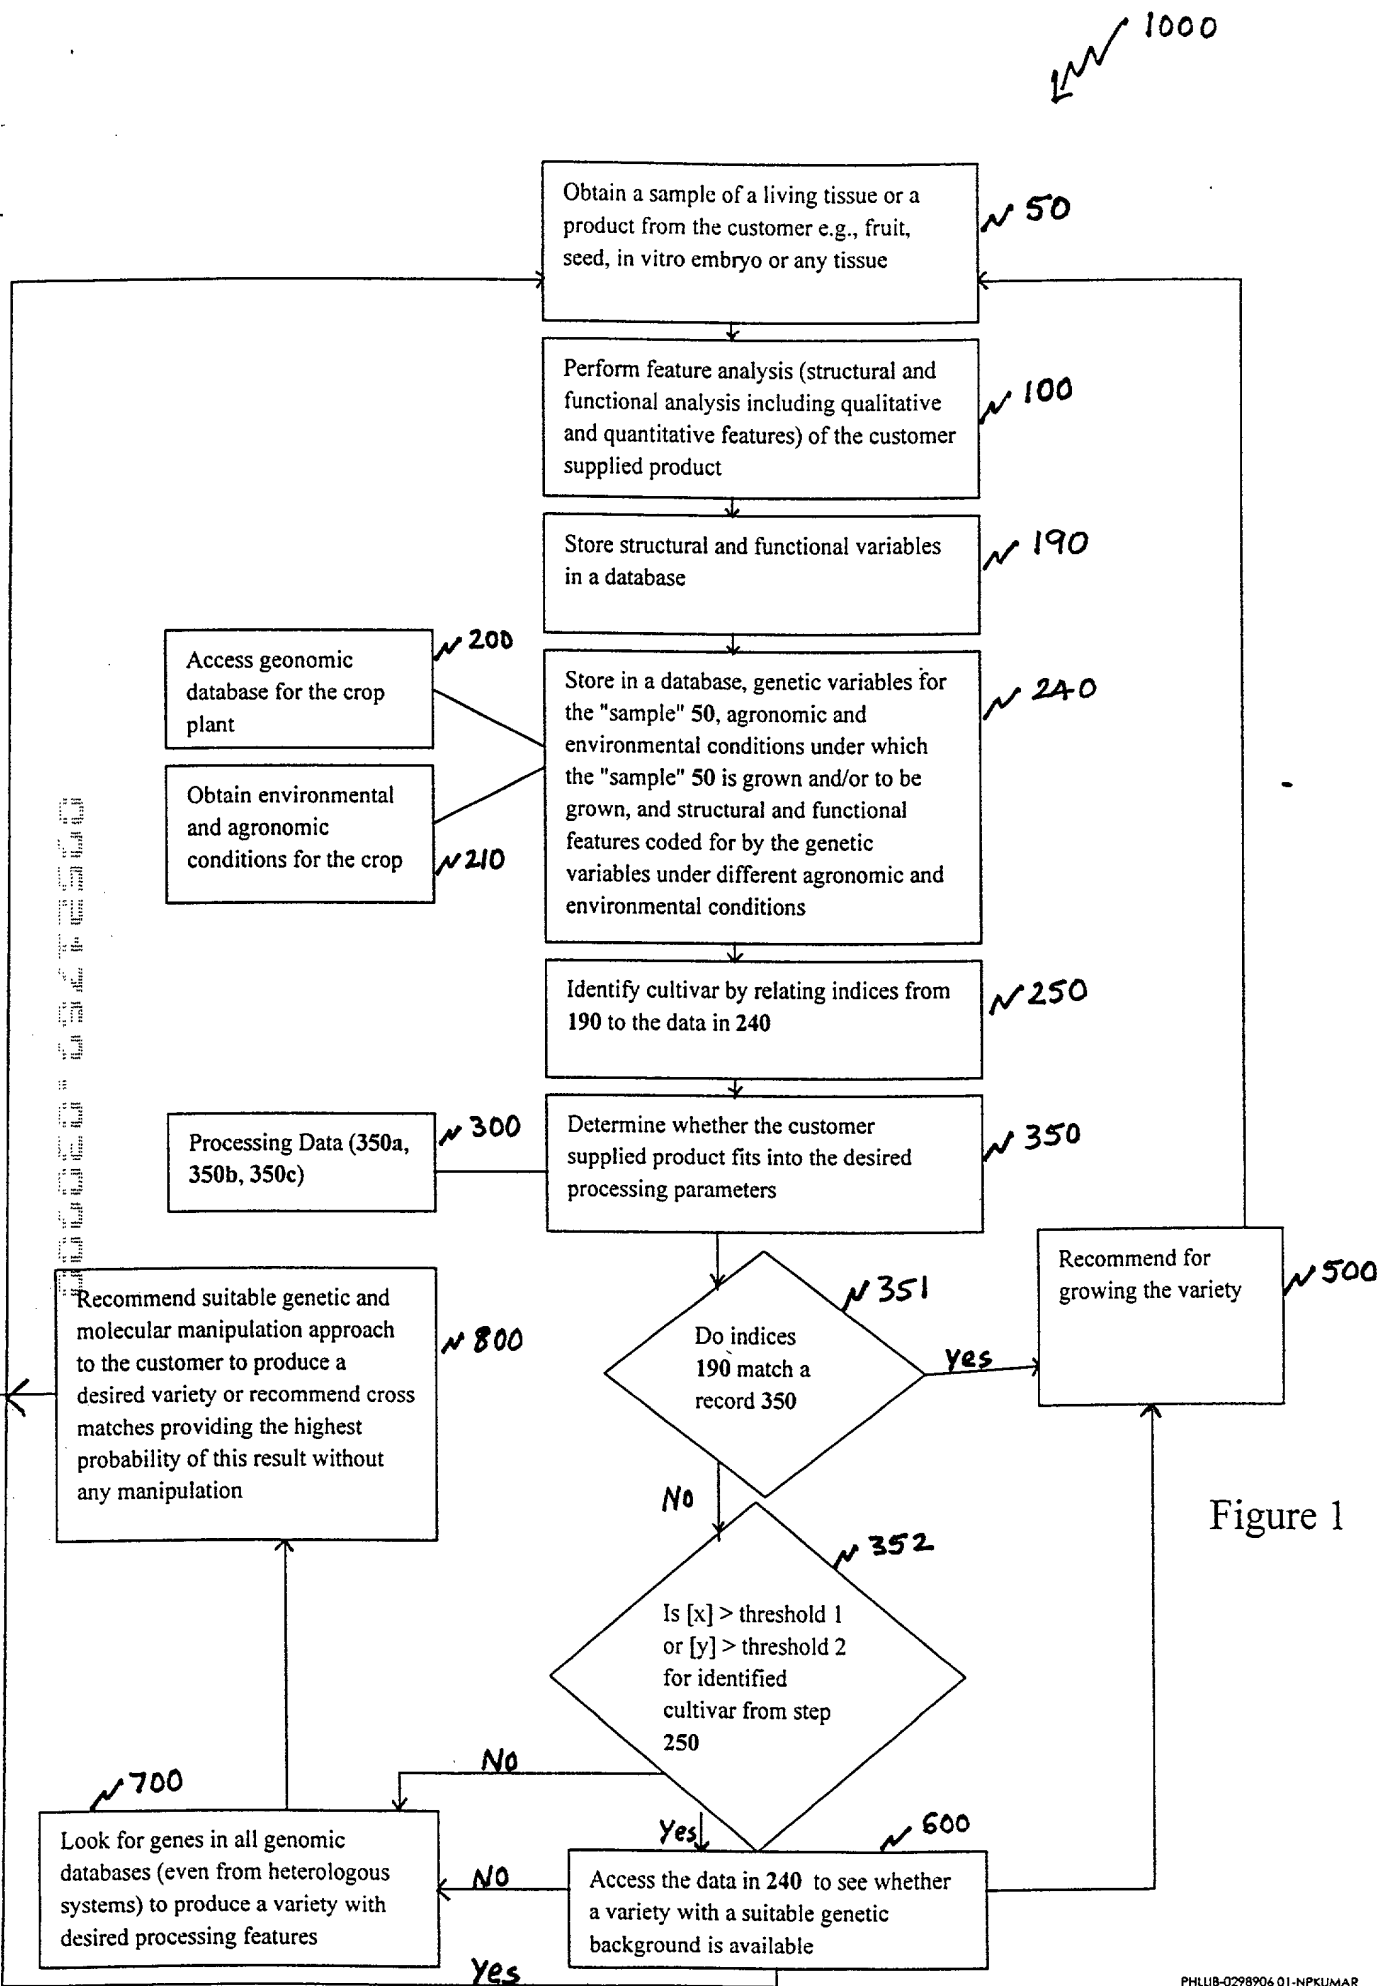 1000
Obtain a sample of a living tissue or a
product from the customer e.g., fruit,
seed, in vitro embryo or any tissue
50
Perform feature analysis (structural and
functional analysis including qualitative
and quantitative features) of the customer
supplied product
100
Store structural and functional variables
in a database
190
Access geonomic
database for the crop
plant
200
Obtain environmental
and agronomic
conditions for the crop
210
Store in a database, genetic variables for
the "sample" 50, agronomic and
environmental conditions under which
the "sample" 50 is grown and/or to be
grown, and structural and functional
features coded for by the genetic
variables under different agronomic and
environmental conditions
240
Identify cultivar by relating indices from
190 to the data in 240
250
Processing Data (350a,
350b, 350c)
300
Determine whether the customer
supplied product fits into the desired
processing parameters
350
Do indices
190 match a
record 350
351
yes
Recommend for
growing the variety
500
Recommend suitable genetic and
molecular manipulation approach
to the customer to produce a
desired variety or recommend cross
matches providing the highest
probability of this result without
any manipulation
800
No
Figure 1
Is [x] > threshold 1
or [y] > threshold 2
for identified
cultivar from step
250
352
No
Yes
700
Look for genes in all genomic
databases (even from heterologous
systems) to produce a variety with
desired processing features
NO
600
Access the data in 240 to see whether
a variety with a suitable genetic
background is available
Yes
PHLLIB-0298906.01-NPKUMAR